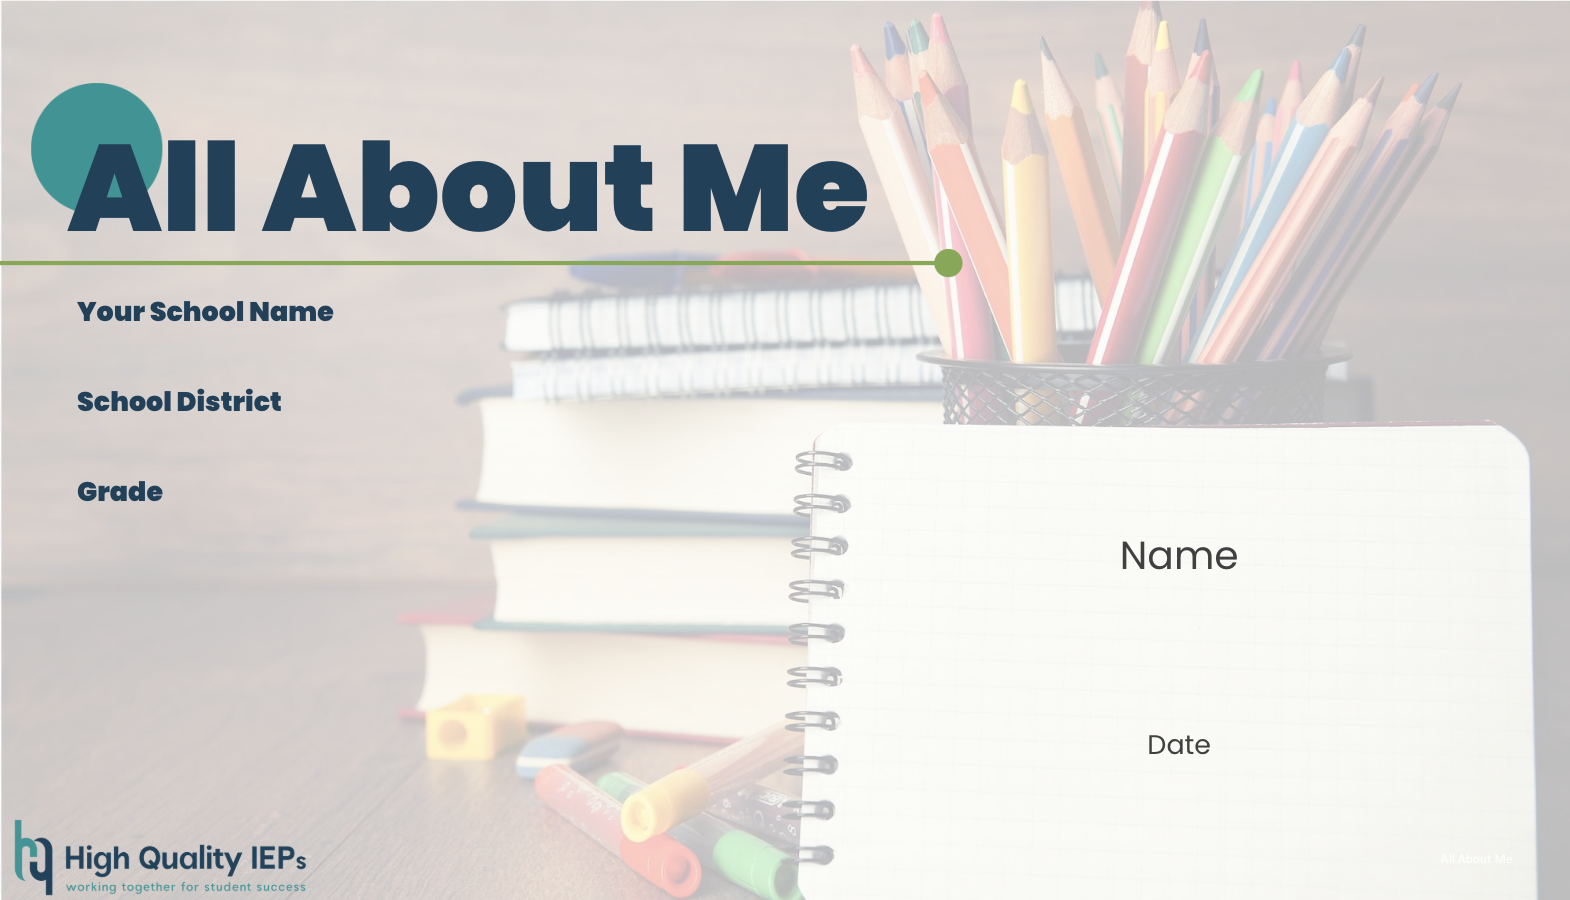 All About Me
Your School Name
School District
Grade
Name
Date
All About Me
High Quality IEPs
working together for student success